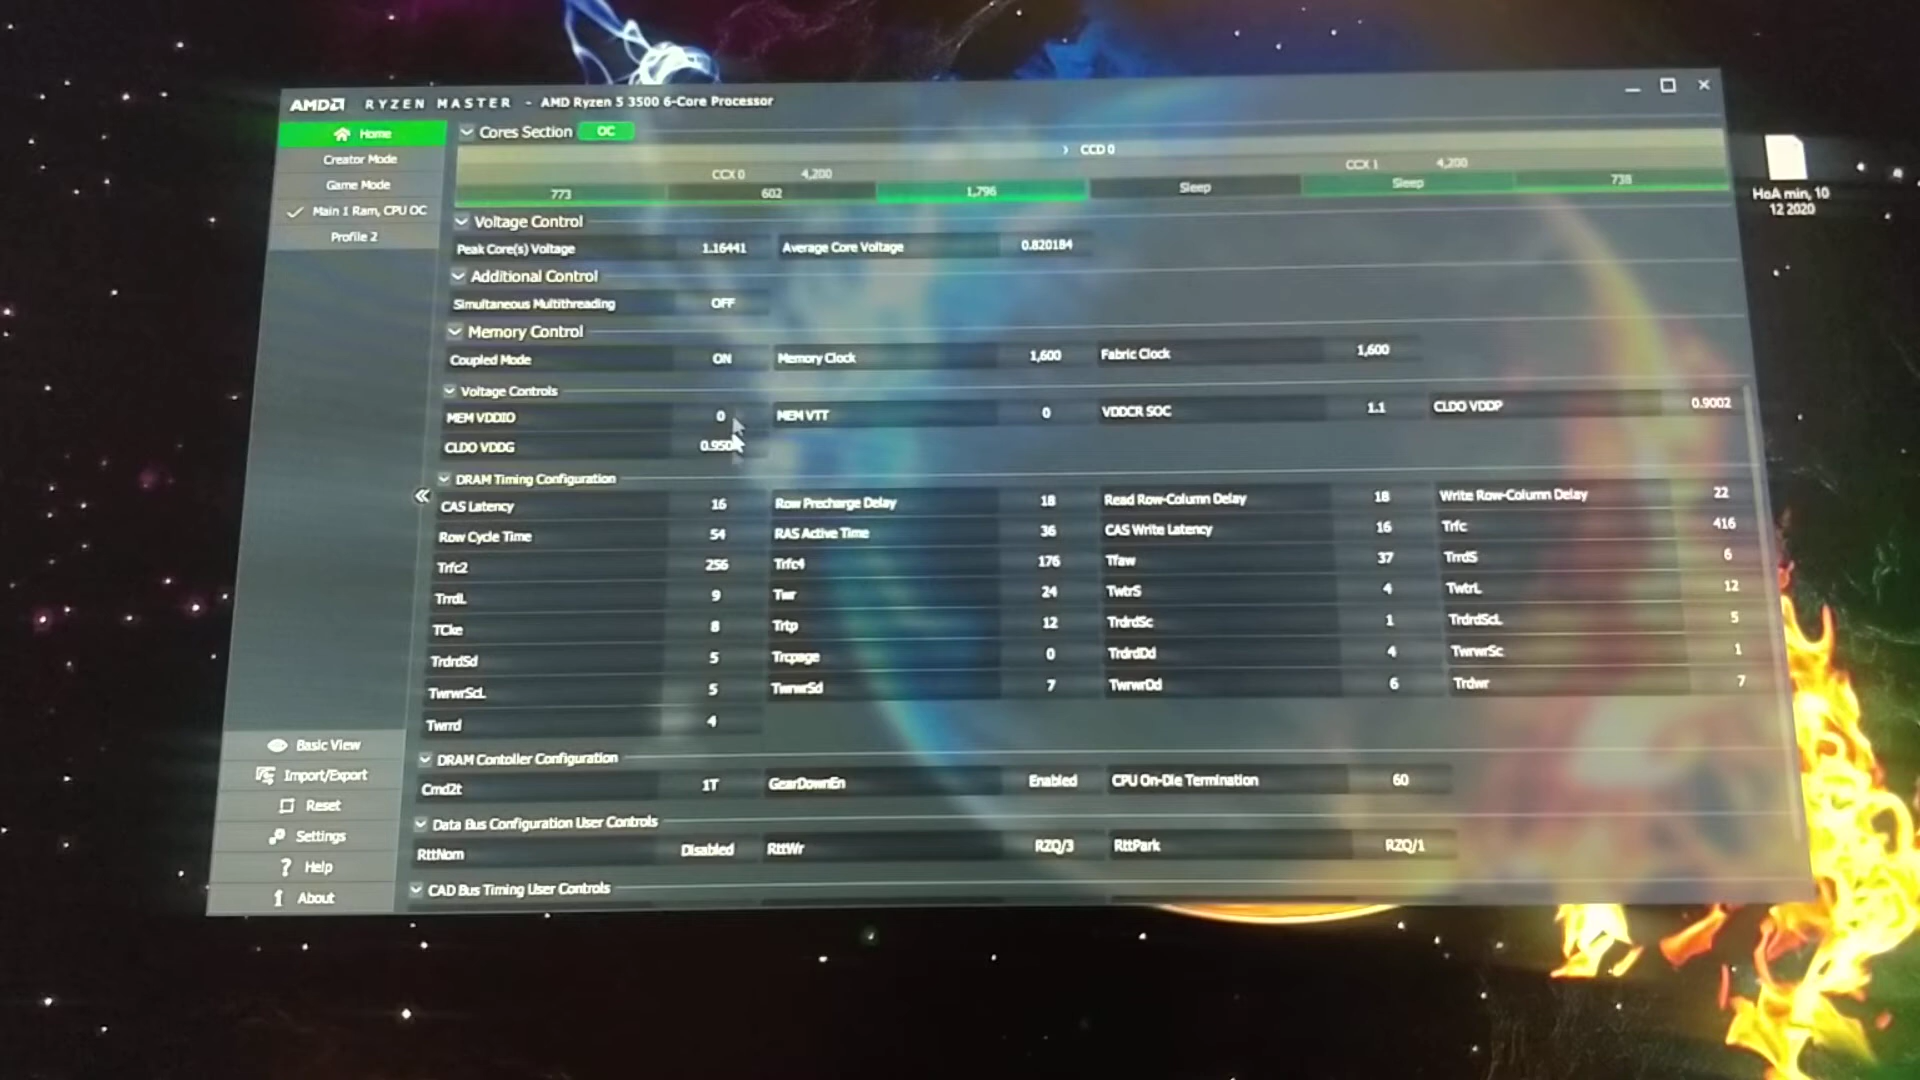 AMD RYZEN MASTER - AMD Ryzen 5 3500 6-Core Processor
Home
Creator Mode
Game Mode
Main 1 Ram, CPU OC
Profile 2
Cores Section OC
CCD 0
CCX 0 4,200 CCX 1 4,200
773 602 1,796 Sleep Sleep 738
Voltage Control
Peak Core(s) Voltage 1.16441 Average Core Voltage 0.820184
Additional Control
Simultaneous Multithreading OFF
Memory Control
Coupled Mode ON Memory Clock 1,600 Fabric Clock 1,600
Voltage Controls
MEM VDDIO 0 MEM VTT 0 VDDCR SOC 1.1 CLDO VDDP 0.9002
CLDO VDDG
DRAM Timing Configuration
CAS Latency 16 Row Precharge Delay 18 Read Row-Column Delay 18 Write Row-Column Delay 22
Row Cycle Time 54 RAS Active Time 36 CAS Write Latency 16 Trfc 416
Trfc2 256 Trfc4 176 Tfaw 37 TrrdS 6
TrrdL 9 Twr 24 TwtrS 4 TwtrL 12
TCke 8 Trtp 12 TrdrdSc 1 TrdrdScL 5
TrdrdSd 5 Trcpage 0 TrdrdDd 4 TwrwrSc 1
TwrwrScL 5 TwrwrSd 7 TwrwrDd 6 Trdwr 7
Twrrd 4
DRAM Contoller Configuration
Cmd2t 1T GearDownEn Enabled CPU On-Die Termination 60
Data Bus Configuration User Controls
RttNom Disabled RttWr RZQ/3 RttPark RZQ/1
CAD Bus Timing User Controls
Basic View
Import/Export
Reset
Settings
Help
About
HoA min, 10
12 2020